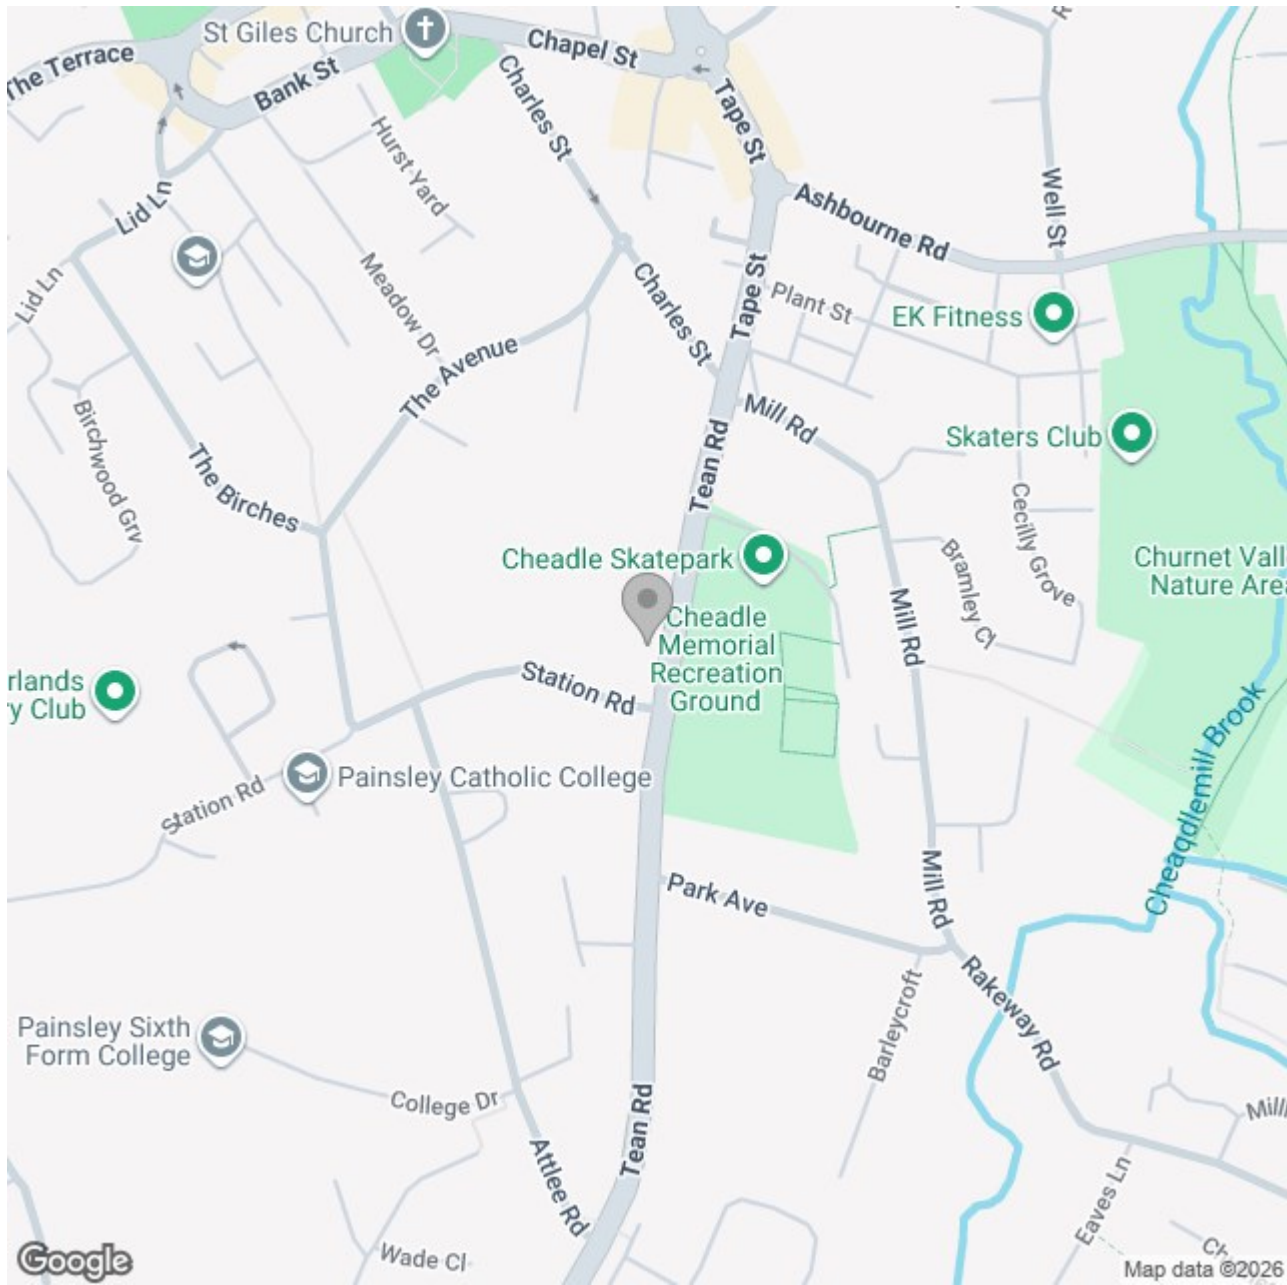 St Giles Church
The Terrace
Bank St
Chapel St
Charles St
Tape St
Hurst Yard
Lid Ln
Ashbourne Rd
Well St
Lid Ln
Meadow Dr
Charles St
Tape St
Plant St
EK Fitness
The Avenue
Mill Rd
Birchwood Grv
The Birches
Tean Rd
Skaters Club
Cecilly Grove
Cheadle Skatepark
Bramley Cl
Churnet Vall
Nature Area
Mill Rd
Cheadle
Memorial
Recreation
Ground
rlands
ry Club
Station Rd
Painsley Catholic College
Station Rd
Cheaqdlemill Brook
Park Ave
Mill Rd
Rakeway Rd
Barleycroft
Painsley Sixth
Form College
College Dr
Tean Rd
Attlee Rd
Eaves Ln
Wade Cl
Google
Map data ©2026